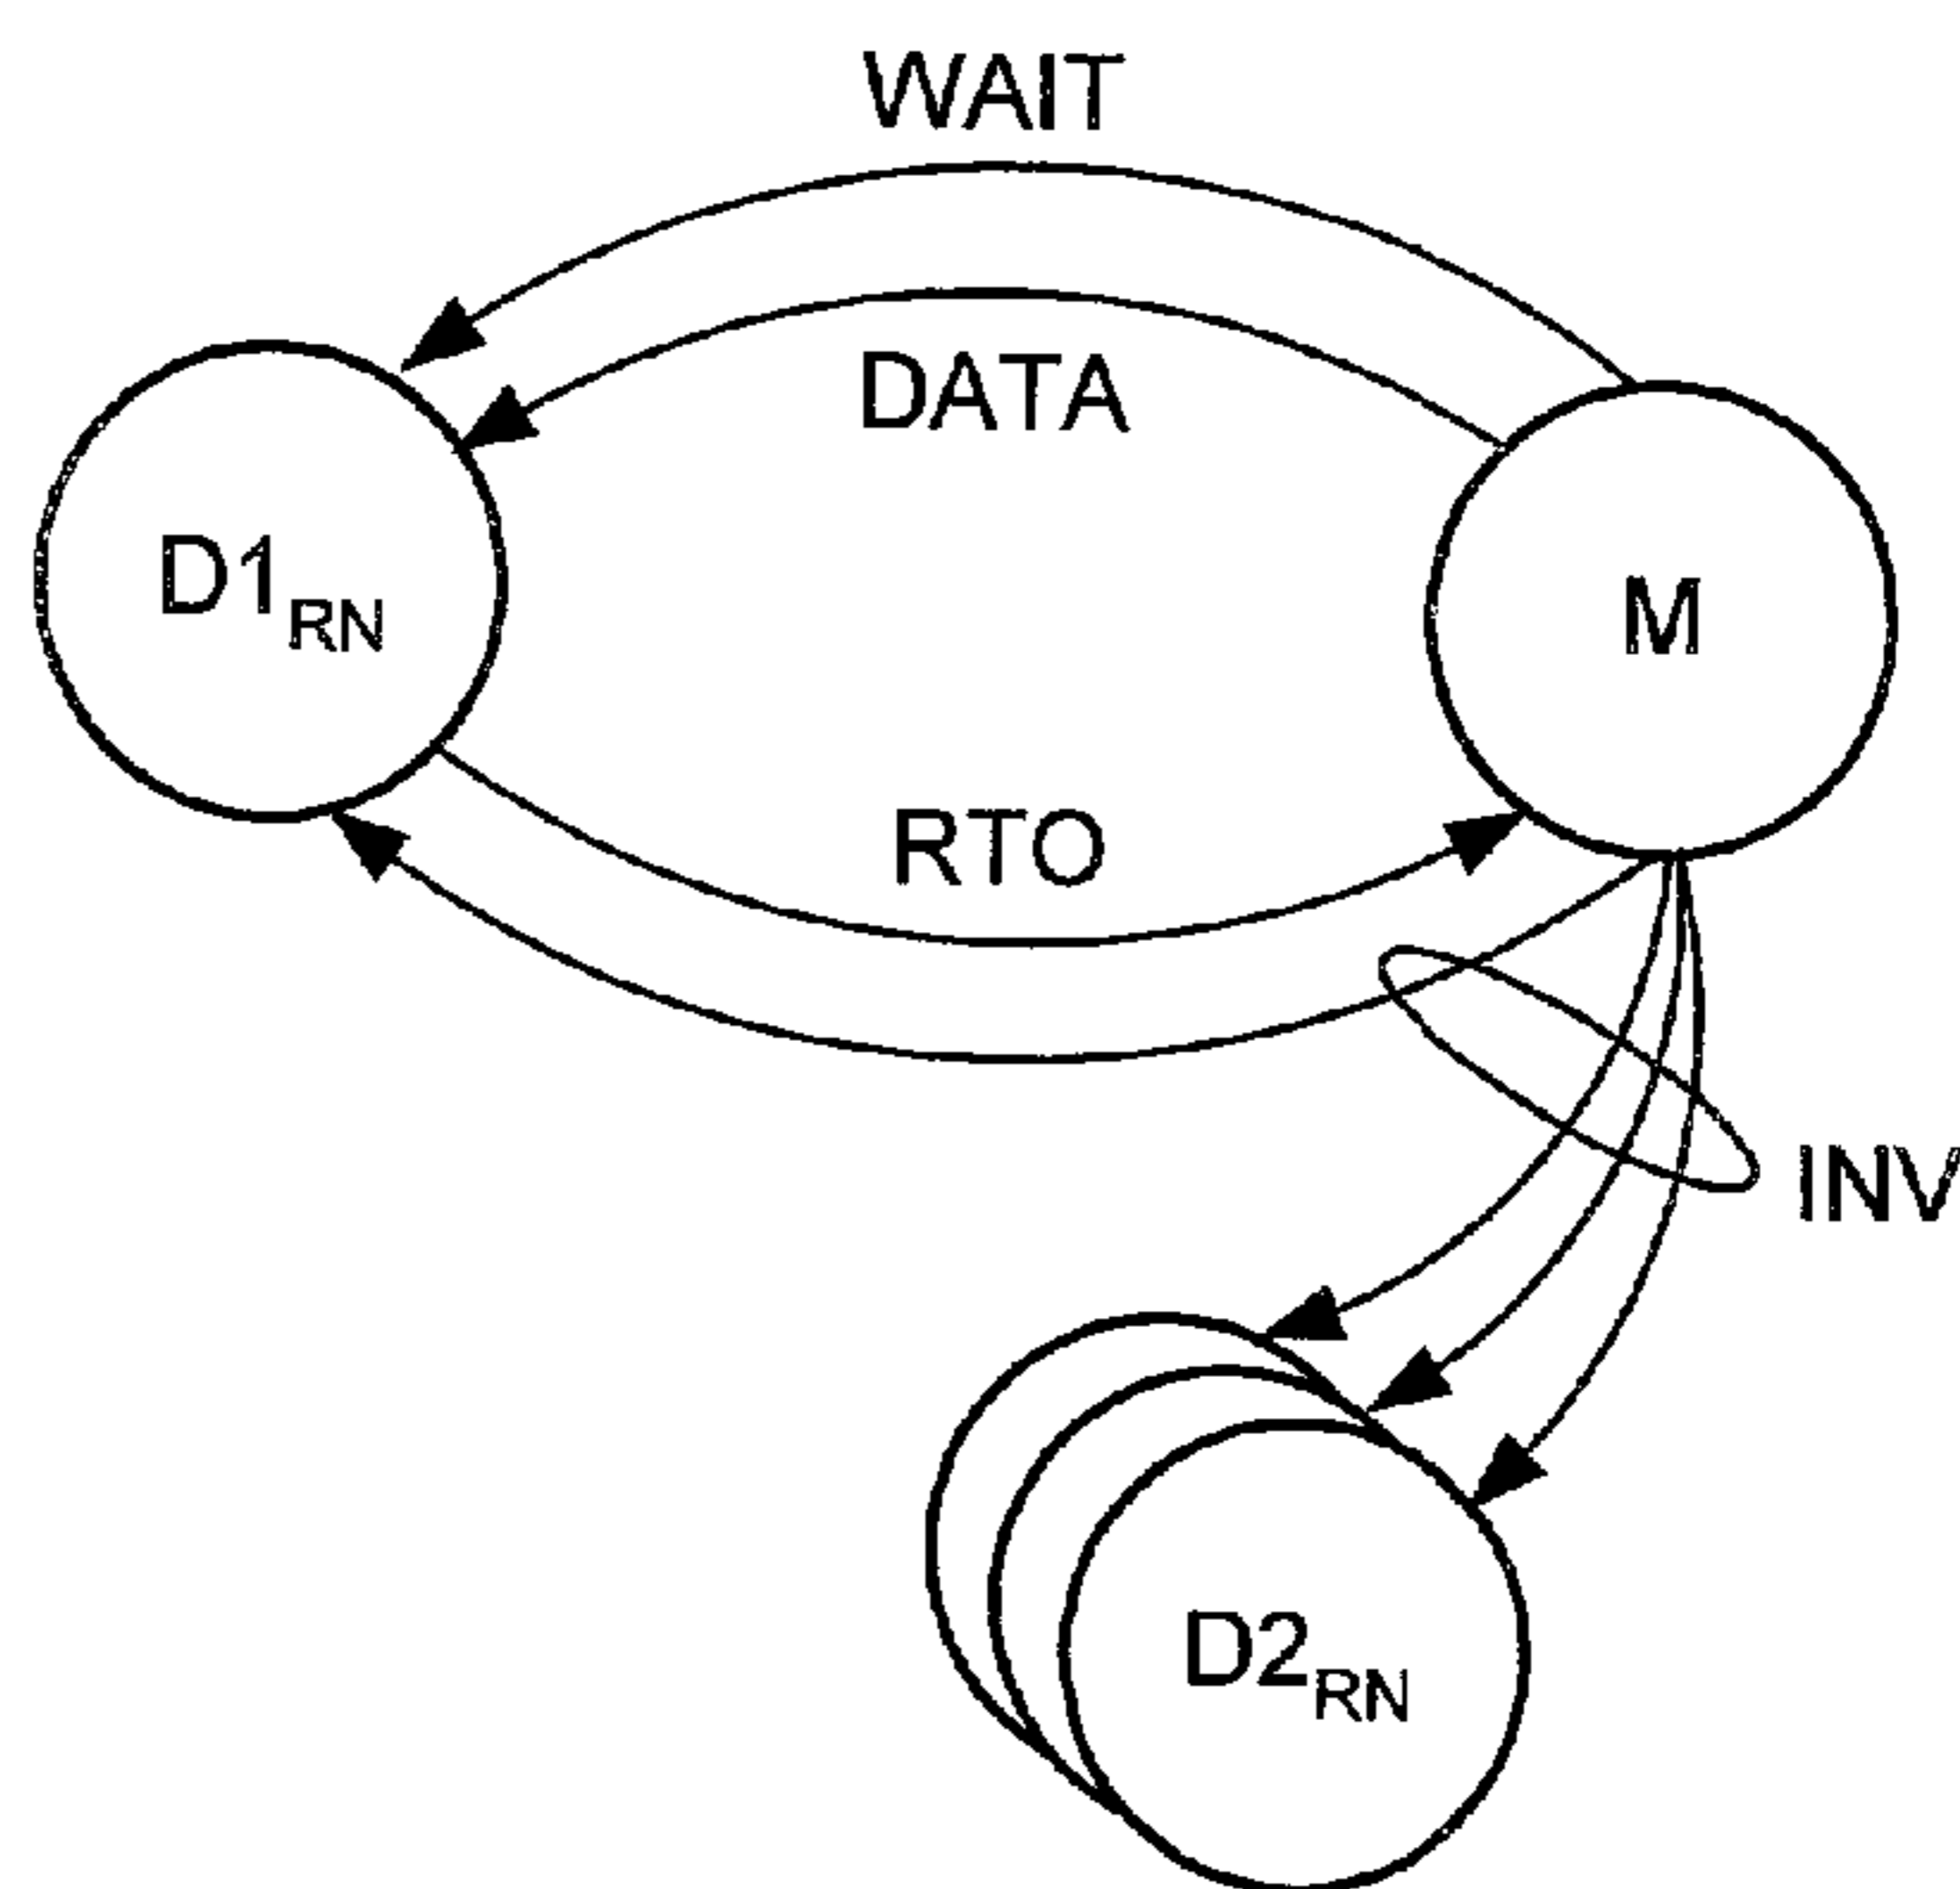 WAIT
DATA
D1RN
M
RTO
INV
D2RN